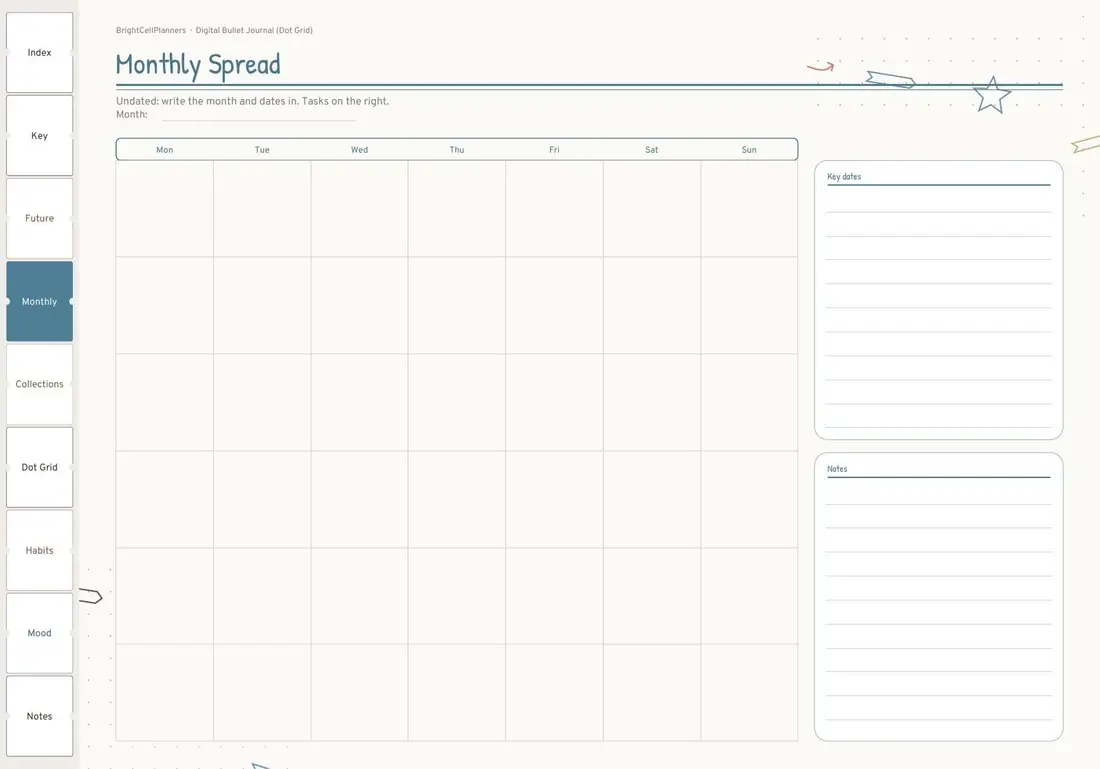 Index
Key
Future
Monthly
Collections
Dot Grid
Habits
Mood
Notes
BrightCellPlanners · Digital Bullet Journal (Dot Grid)
Monthly Spread
Undated: write the month and dates in. Tasks on the right.
Month:
Mon Tue Wed Thu Fri Sat Sun
Key dates
Notes